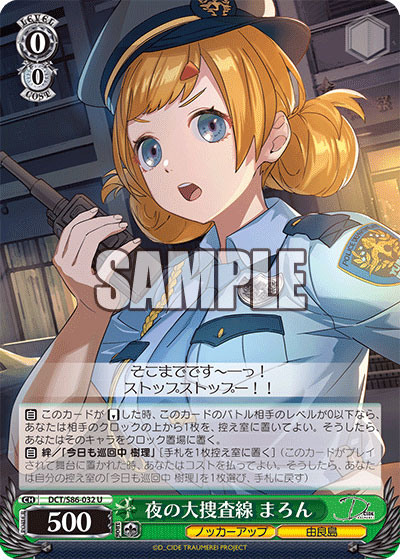 LEVEL
0
0
COST
POLICE
SAMPLE
そこまでです~ーっ!
ストップストップー!!
自 このカードが した時、このカードのバトル相手のレベルが0以下なら、
あなたは相手のクロックの上から1枚を、控え室に置いてよい。そうしたら
あなたはそのキャラをクロック置場に置く。
自 絆/「今日も巡回中 樹理」[手札を1枚控え室に置く](このカードがプレイ
されて舞台に置かれた時、あなたはコストを払ってよい。そうしたら、あなたは自分の控え室の「今日も巡回中 樹理」
を1枚選び、手札に戻す)
CH DCT/S86-032 U
POWER
500
夜の大捜査線 まろん
ノッカーアップ
由良島
©D_CIDE TRAUMEREI PROJECT